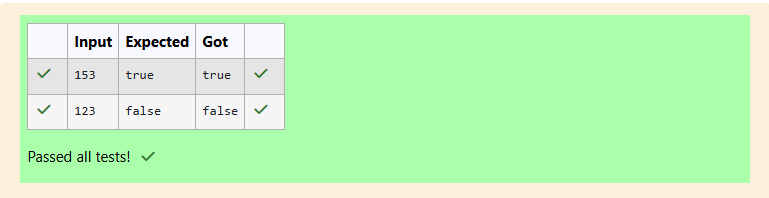 Input Expected Got
153 true true
123 false false
Passed all tests!